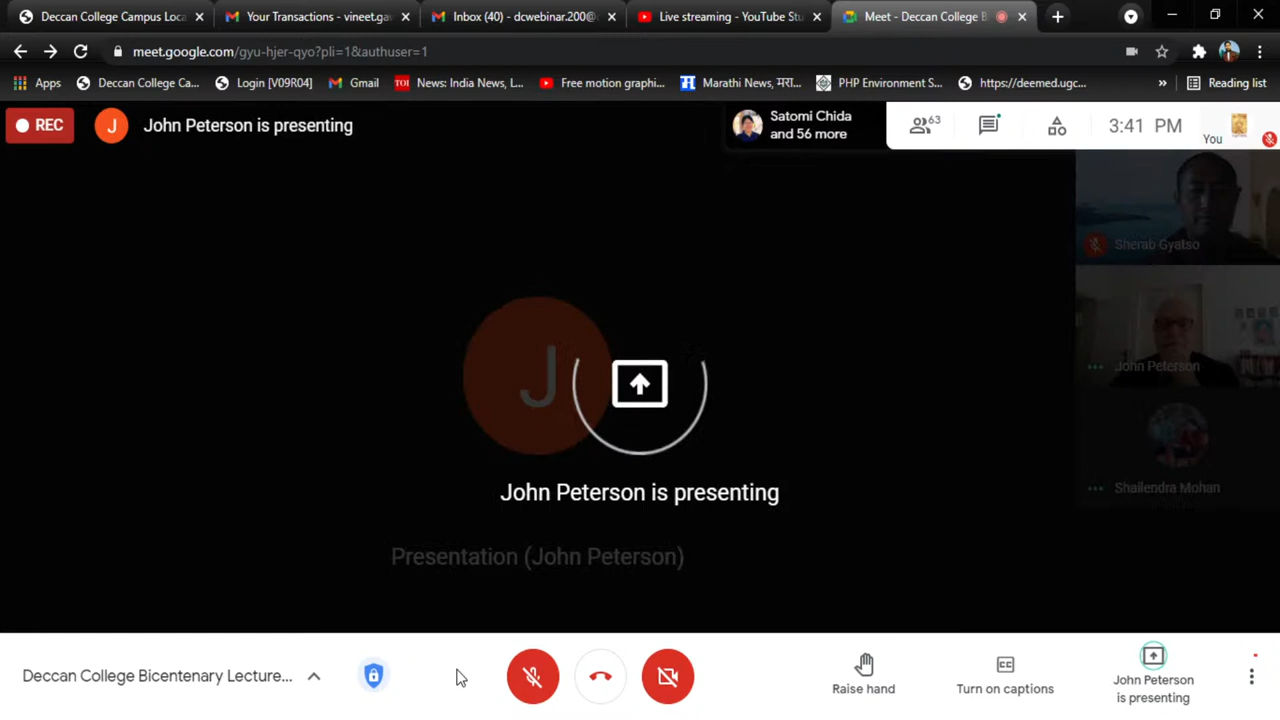 Deccan College Campus Loca
Your Transactions - vineet.ga
Inbox (40) - dcwebinar.200@
Live streaming - YouTube Stu
Meet - Deccan College B
meet.google.com/gyu-hjer-qyo?pli=1&authuser=1
Apps
Deccan College Ca...
Login [V09R04]
Gmail
TOI
News: India News, L...
Free motion graphi...
Marathi News, मरा...
PHP Environment S...
https://deemed.ugc...
»
Reading list
REC
J
John Peterson is presenting
Satomi Chida
and 56 more
63
3:41 PM
You
Sherab Gyatso
John Peterson
Shailendra Mohan
J
John Peterson is presenting
Presentation (John Peterson)
Deccan College Bicentenary Lecture...
Raise hand
CC
Turn on captions
John Peterson
is presenting